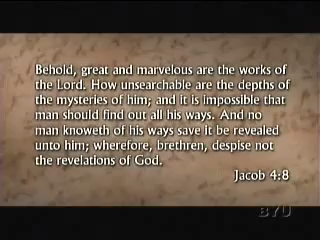 Behold, great and marvelous are the works of
the Lord. How unsearchable are the depths of
the mysteries of him; and it is impossible that
man should find out all his ways. And no
man knoweth of his ways save it be revealed
unto him; wherefore, brethren, despise not
the revelations of God.
Jacob 4:8
BYU